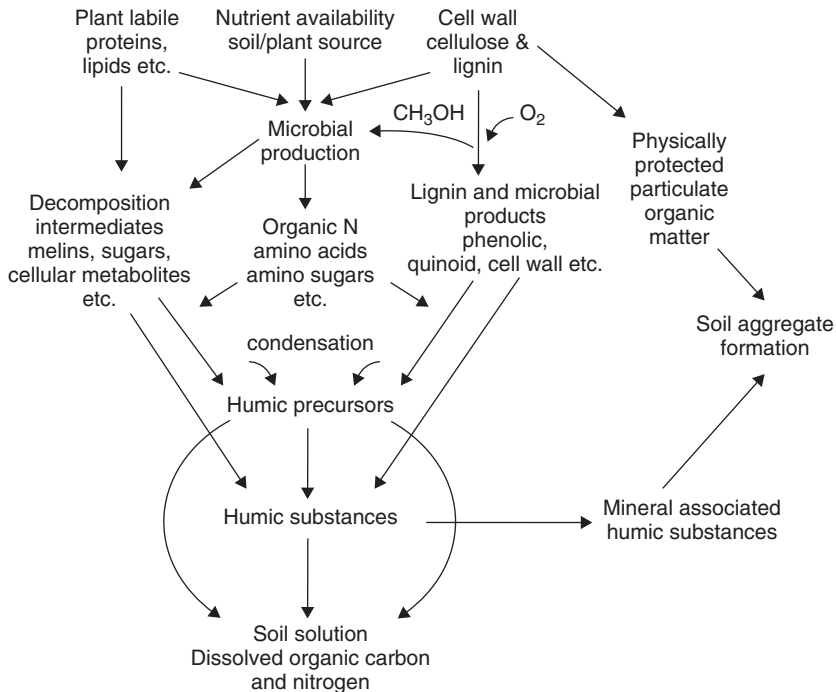 Plant labile
proteins,
lipids etc.
Nutrient availability
soil/plant source
Cell wall
cellulose &
lignin
CH₃OH
O₂
Microbial
production
Physically
protected
particulate
organic
matter
Decomposition
intermediates
melins, sugars,
cellular metabolites
etc.
Organic N
amino acids
amino sugars
etc.
Lignin and microbial
products
phenolic,
quinoid, cell wall etc.
Soil aggregate
formation
condensation
Humic precursors
Humic substances
Mineral associated
humic substances
Soil solution
Dissolved organic carbon
and nitrogen